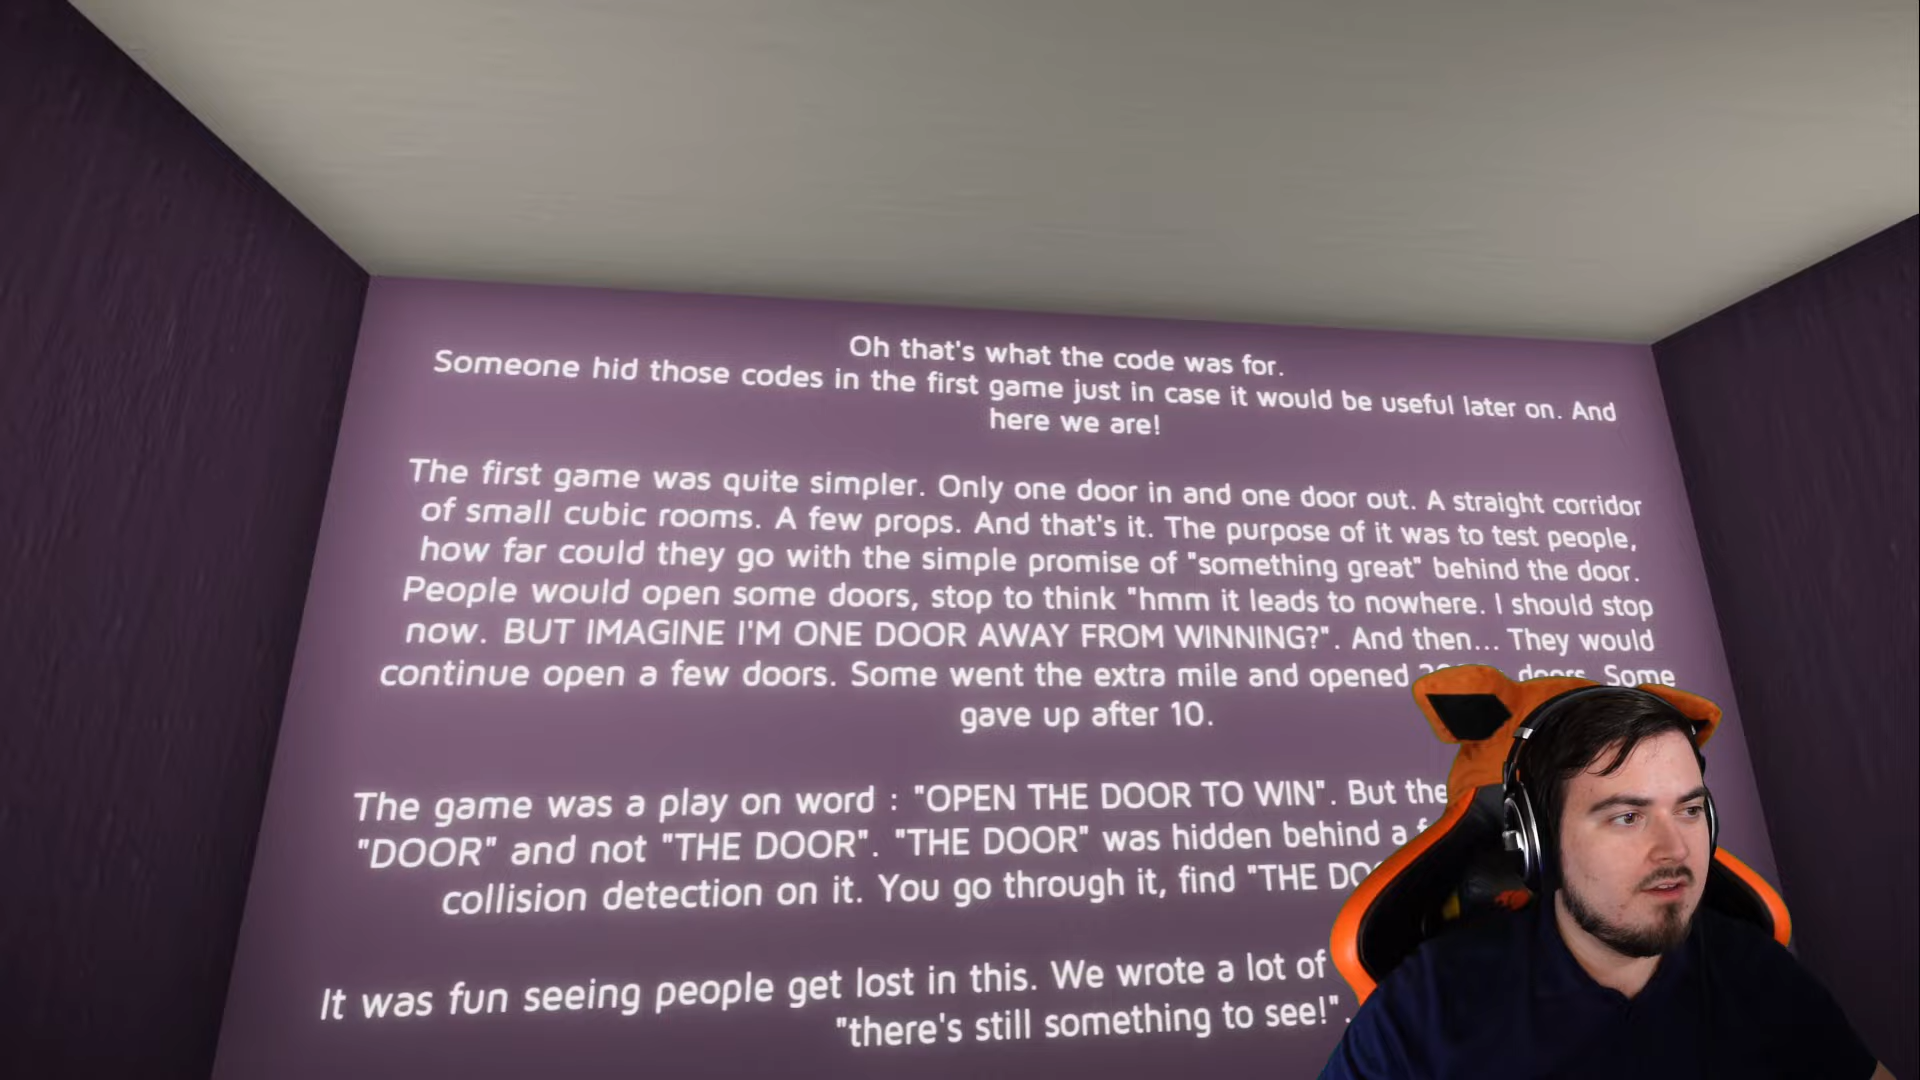 Oh that's what the code was for.
Someone hid those codes in the first game just in case it would be useful later on. And
here we are!
The first game was quite simpler. Only one door in and one door out. A straight corridor
of small cubic rooms. A few props. And that's it. The purpose of it was to test people,
how far could they go with the simple promise of "something great" behind the door.
People would open some doors, stop to think "hmm it leads to nowhere. I should stop
now. BUT IMAGINE I'M ONE DOOR AWAY FROM WINNING?". And then... They would
continue open a few doors. Some went the extra mile and opened doors. Some
gave up after 10.
The game was a play on word : "OPEN THE DOOR TO WIN". But
"DOOR" and not "THE DOOR". "THE DOOR" was hidden behind a
collision detection on it. You go through it, find "THE
It was fun seeing people get lost in this. We wrote a lot of
"there's still something to see!".